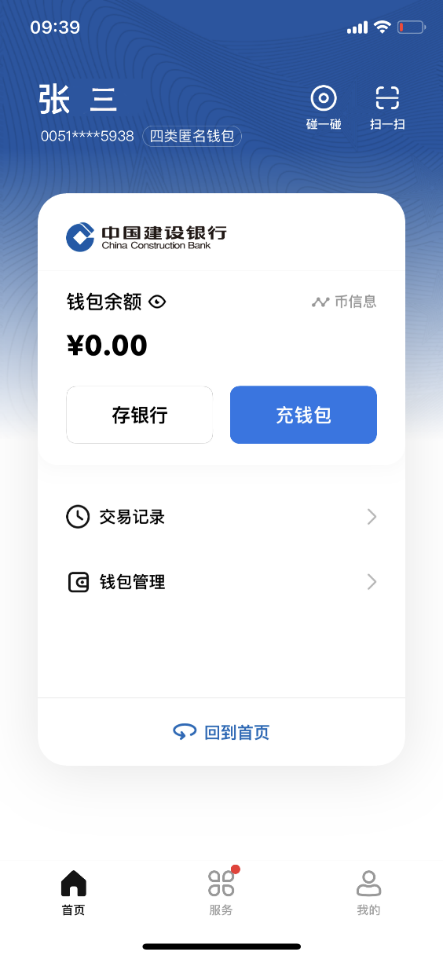 09:39
张 三
0051****5938 四类匿名钱包
碰一碰 扫一扫
中国建设银行
China Construction Bank
钱包余额 币信息
¥0.00
存银行 充钱包
交易记录
钱包管理
回到首页
首页 服务 我的